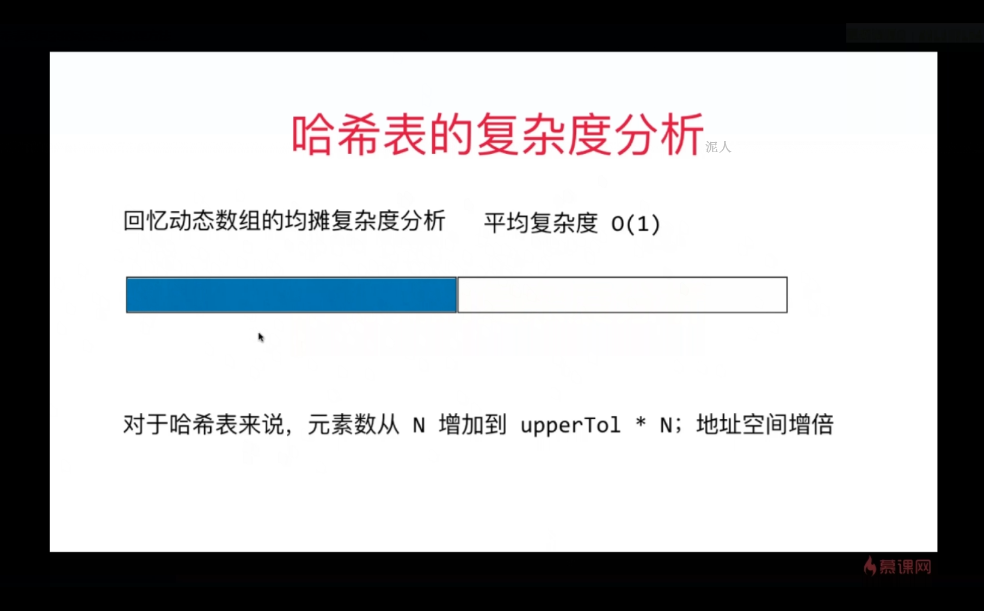 哈希表的复杂度分析
泥人
回忆动态数组的均摊复杂度分析 平均复杂度 O(1)
对于哈希表来说，元素数从 N 增加到 upperTol * N；地址空间增倍
慕课网